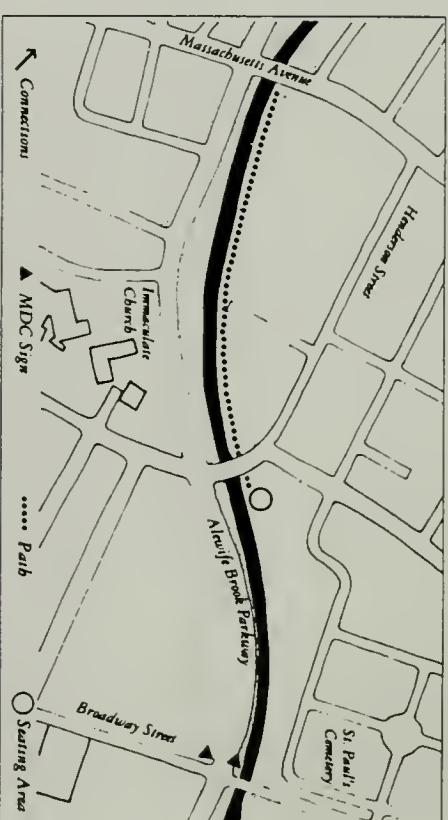 Massachusetts Avenue
Henderson Street
Immaculate
Church
Alewife Brook Parkway
St. Paul's
Cemetery
Broadway Street
Connections
MDC Sign
Path
Seating Area